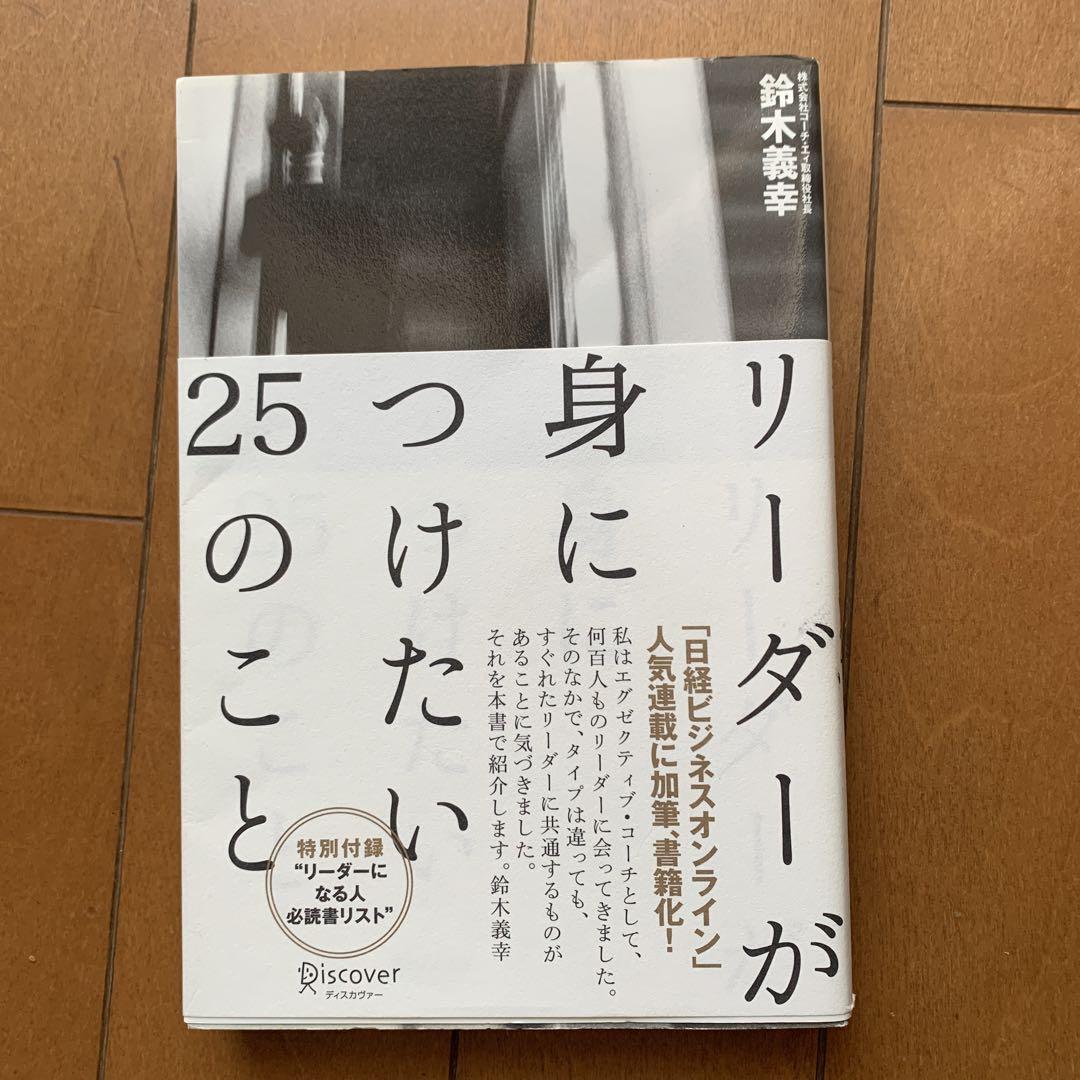 株式会社コーチ・エィ取締役社長
鈴木義幸
リーダーが
身に
つけたい
25のこと
「日経ビジネスオンライン」
人気連載に加筆、書籍化！
私はエグゼクティブ・コーチとして、
何百人ものリーダーに会ってきました。
そのなかで、タイプは違っても、
すぐれたリーダーに共通するものが
あることに気づきました。
それを本書で紹介します。鈴木義幸
特別付録
“リーダーに
なる人
必読書リスト”
Discover
ディスカヴァー